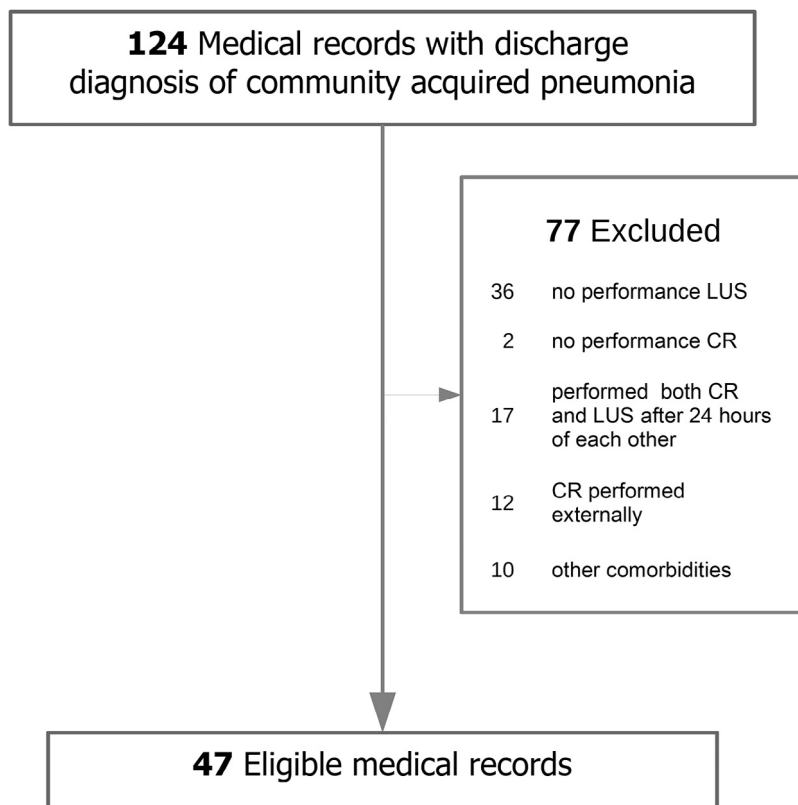 124 Medical records with discharge
diagnosis of community acquired pneumonia
77 Excluded
36 no performance LUS
2 no performance CR
17 performed both CR
and LUS after 24 hours
of each other
12 CR performed
externally
10 other comorbidities
47 Eligible medical records